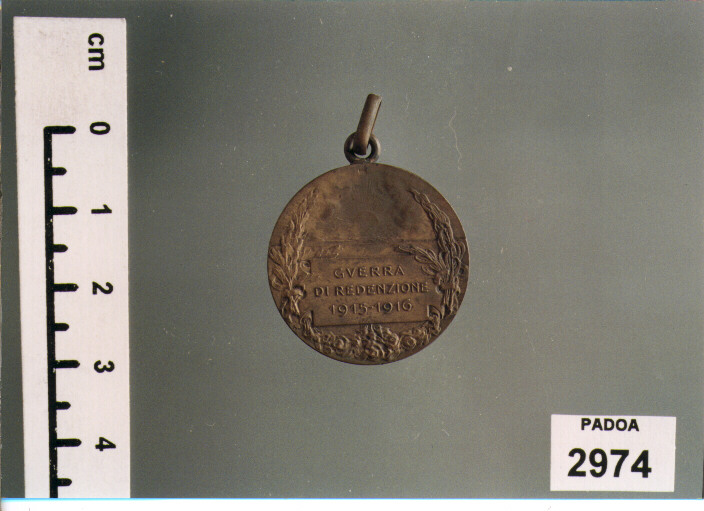 cm
0
1
2
3
4
GVERRA
DI REDENZIONE
1915-1916
PADOA
2974